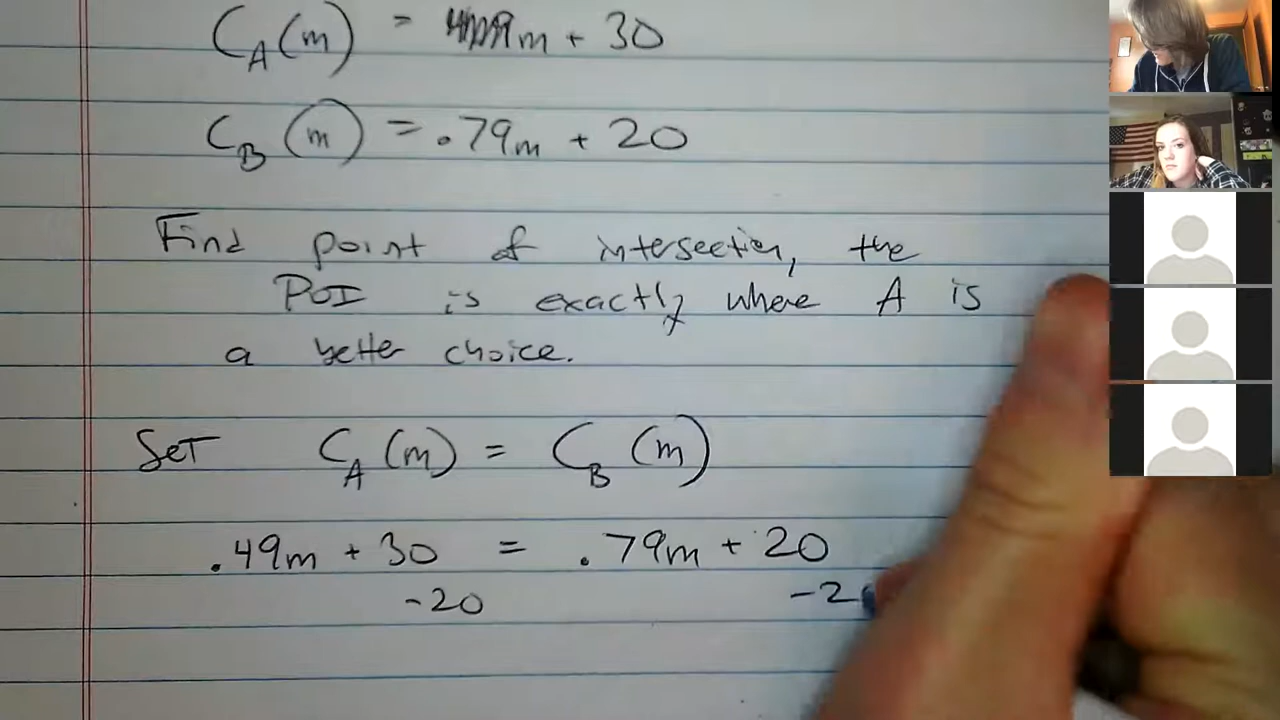 C_A(m) = m + 30
C_B(m) = .79m + 20
Find point of intersection, the
POI is exactly where A is
a better choice.
Set C_A(m) = C_B(m)
.49m + 30 = .79m + 20
-20 -2